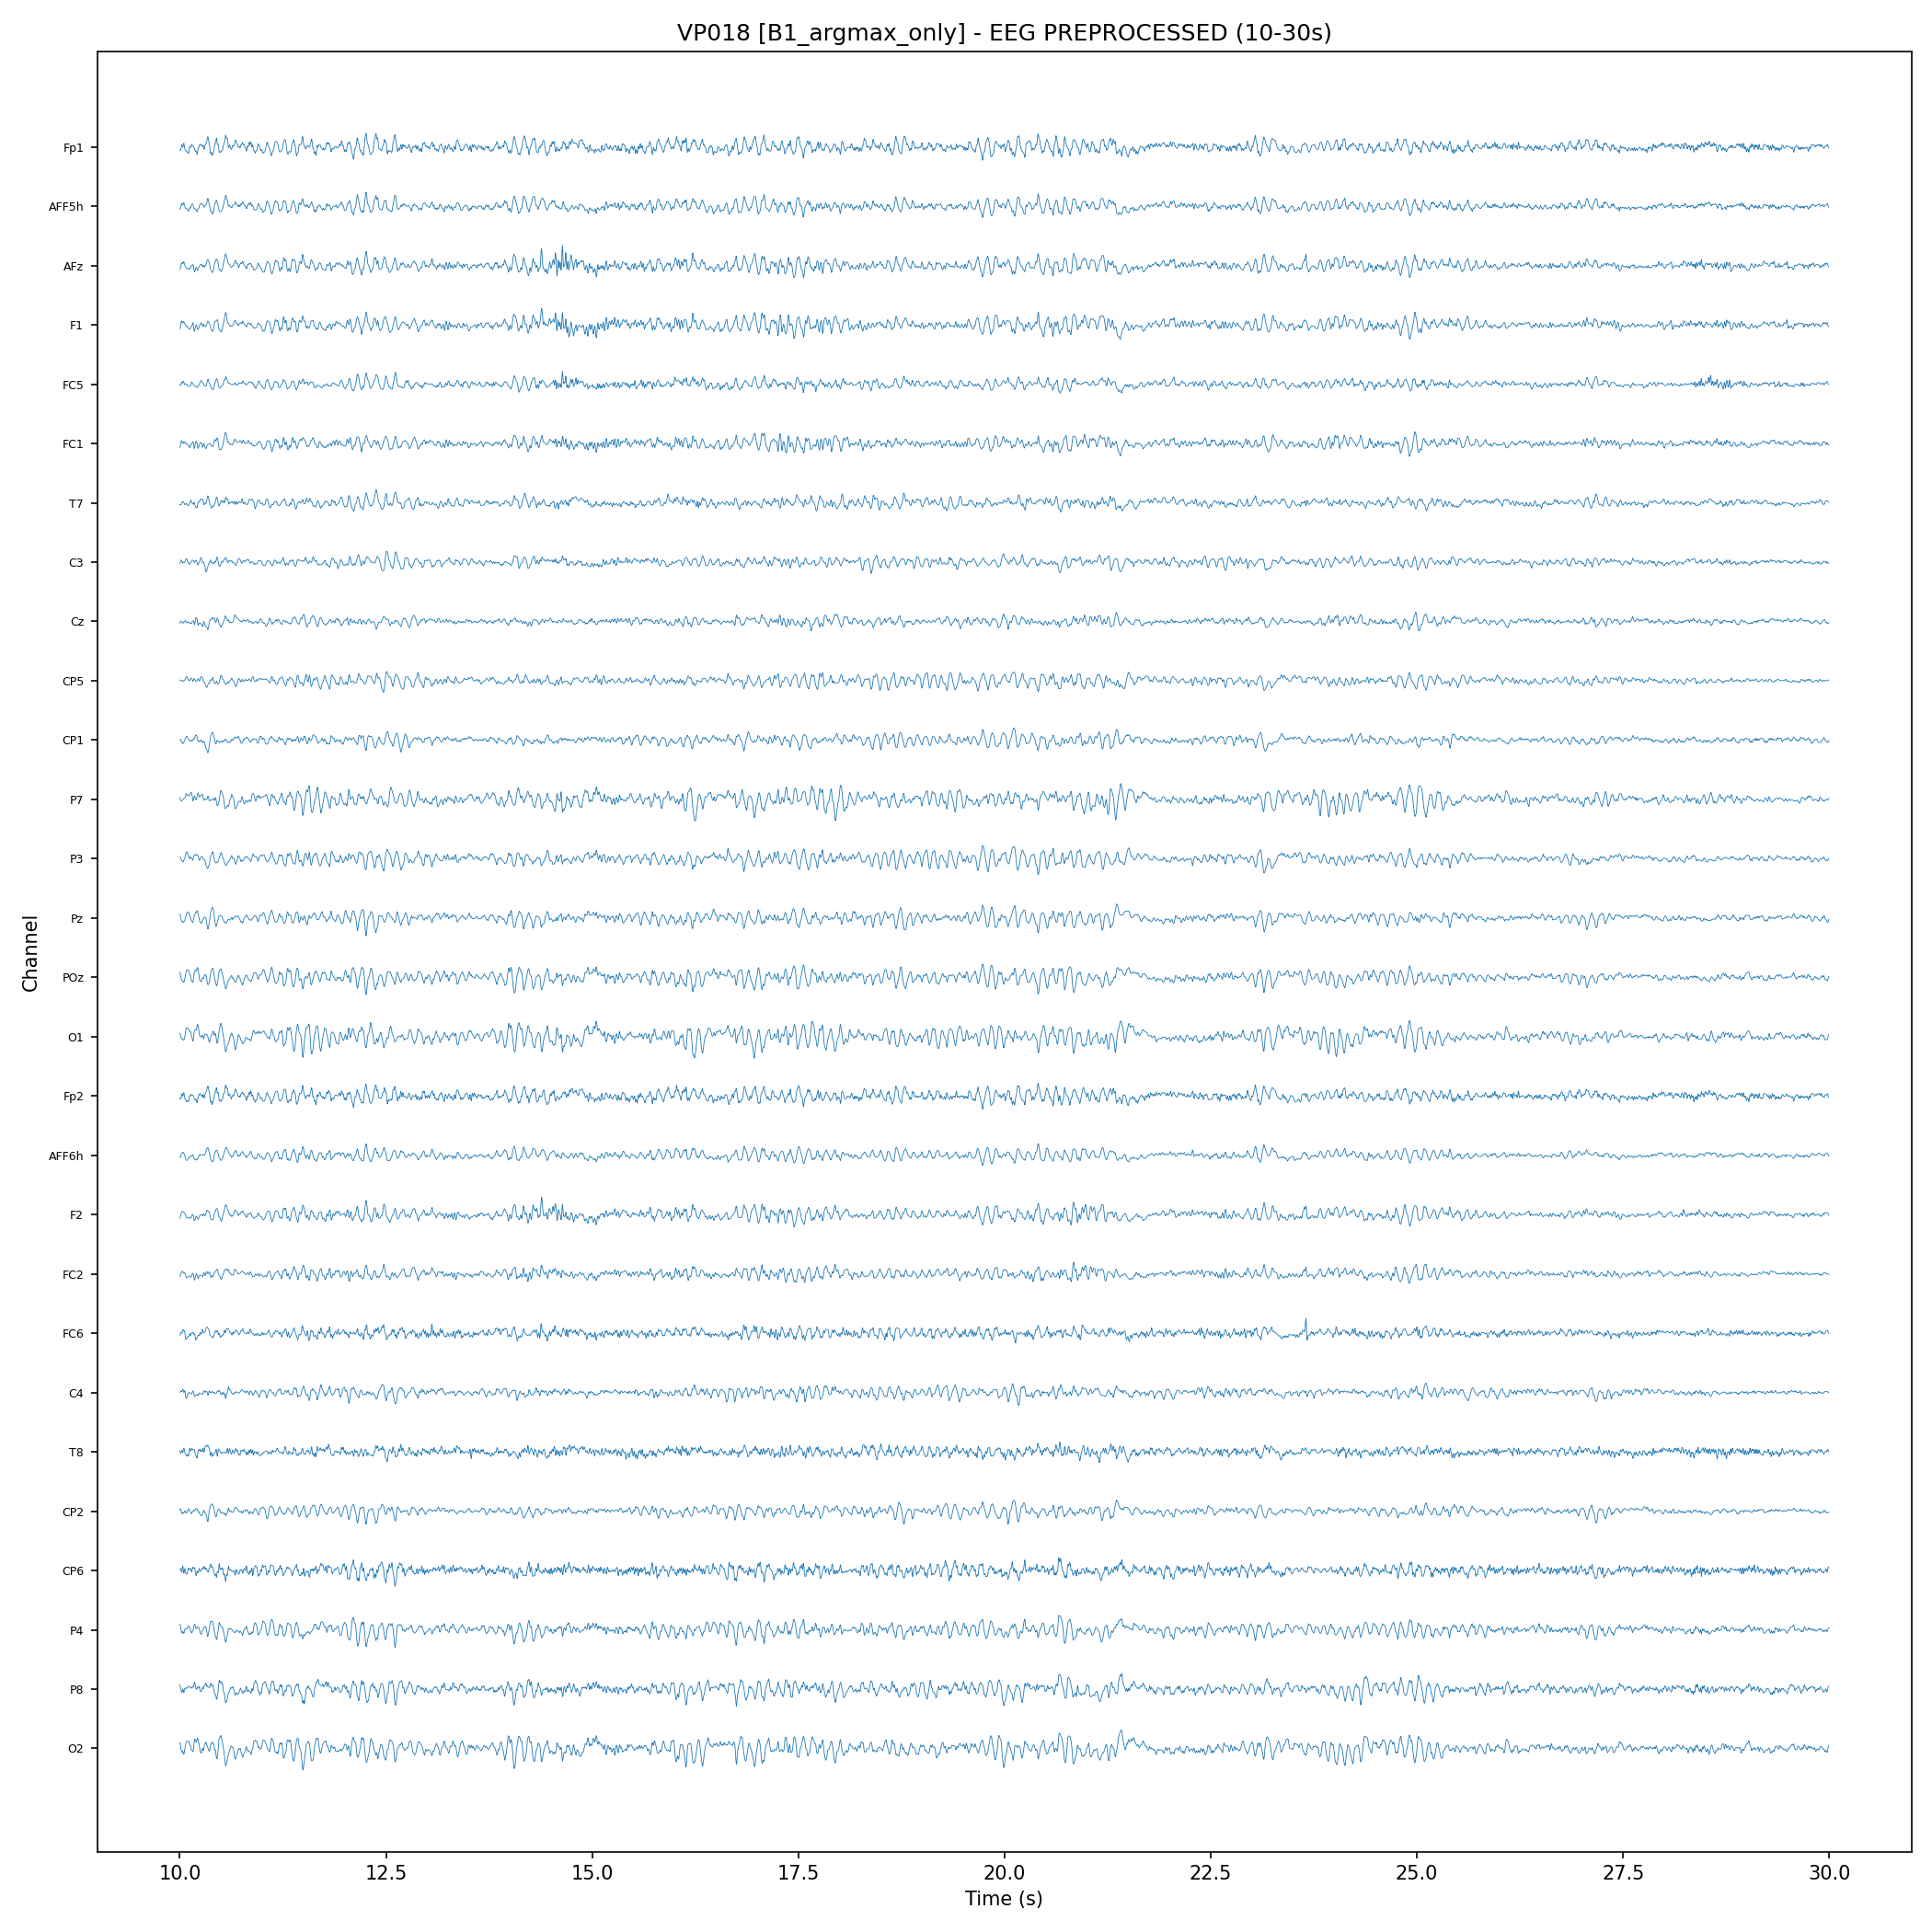 VP018 [B1_argmax_only] - EEG PREPROCESSED (10-30s)
Fp1
AFF5h
AFz
F1
FC5
FC1
T7
C3
Cz
CP5
CP1
P7
P3
Pz
POz
O1
Fp2
AFF6h
F2
FC2
FC6
C4
T8
CP2
CP6
P4
P8
O2
Channel
10.0 12.5 15.0 17.5 20.0 22.5 25.0 27.5 30.0
Time (s)